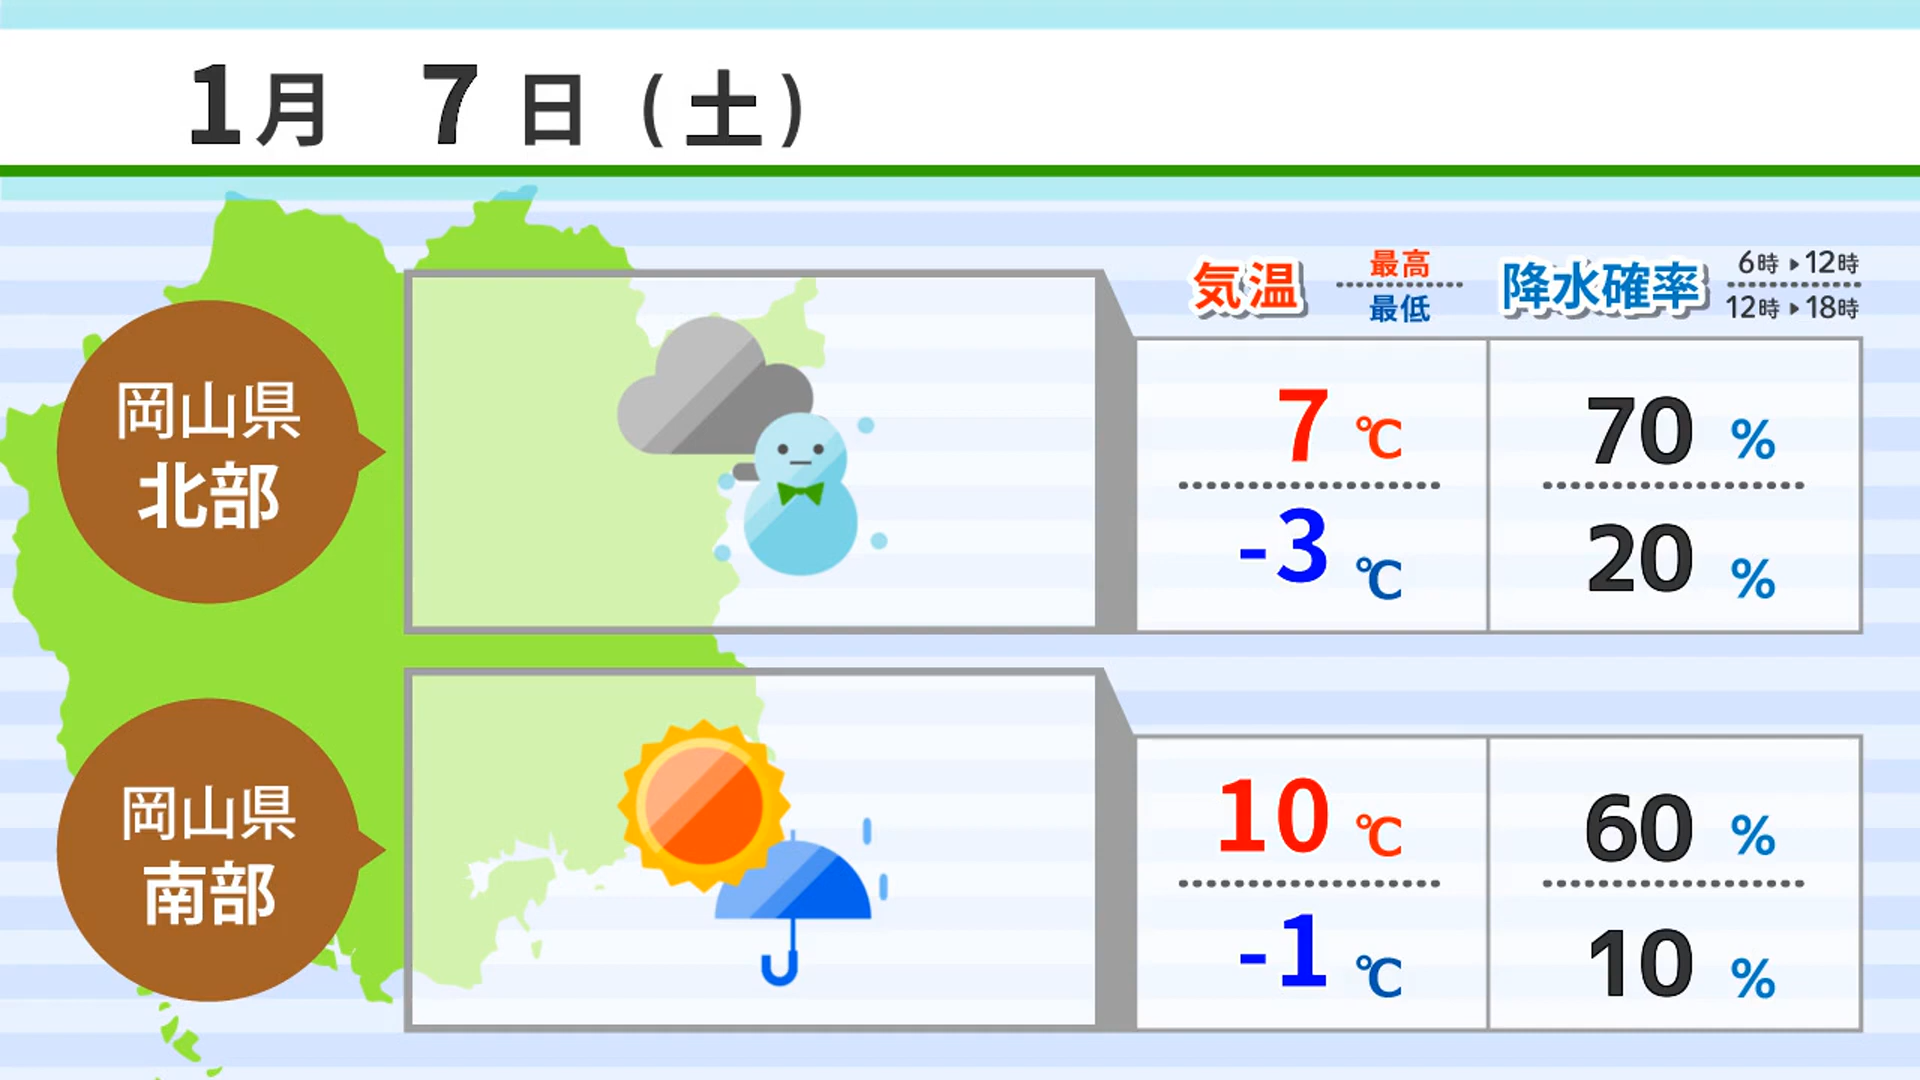 1月 7日(土)
気温 最高 最低 降水確率 6時▶12時 12時▶18時
岡山県
北部
7℃ 70%
-3℃ 20%
岡山県
南部
10℃ 60%
-1℃ 10%